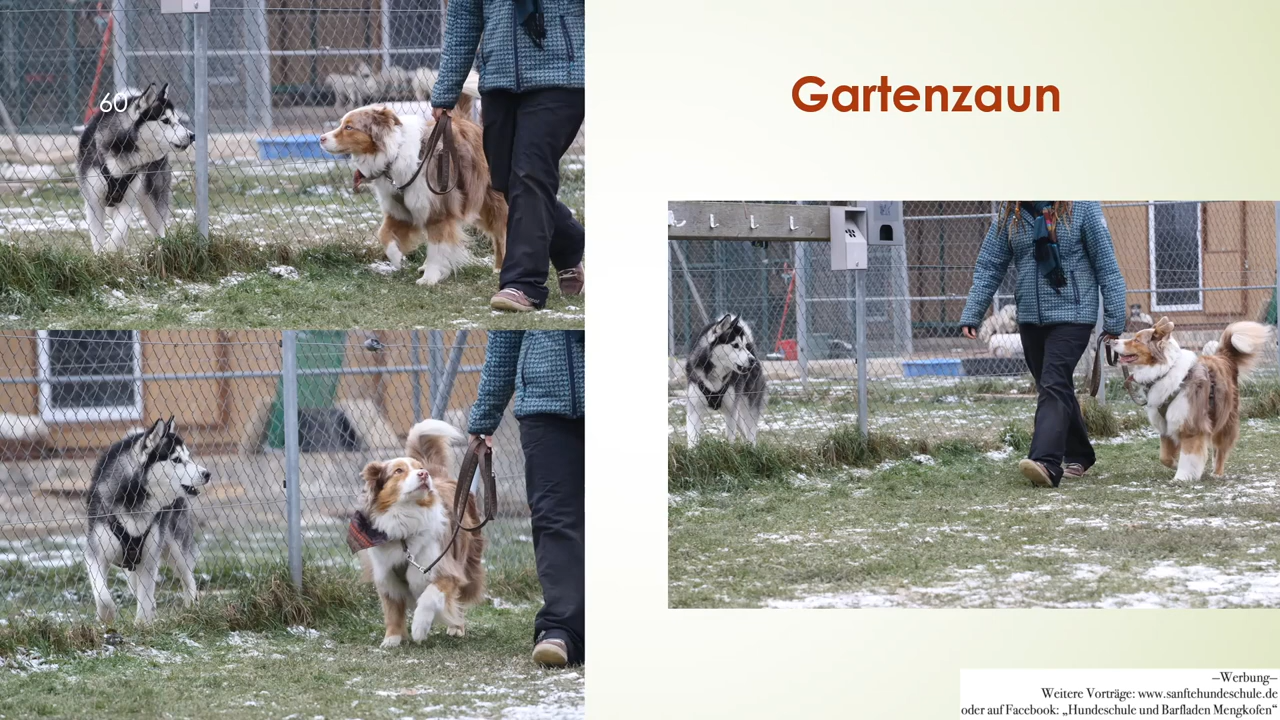 60
Gartenzaun
—Werbung—
Weitere Vorträge: www.sanftehundeschule.de
oder auf Facebook: „Hundeschule und Barfladen Mengkofen“